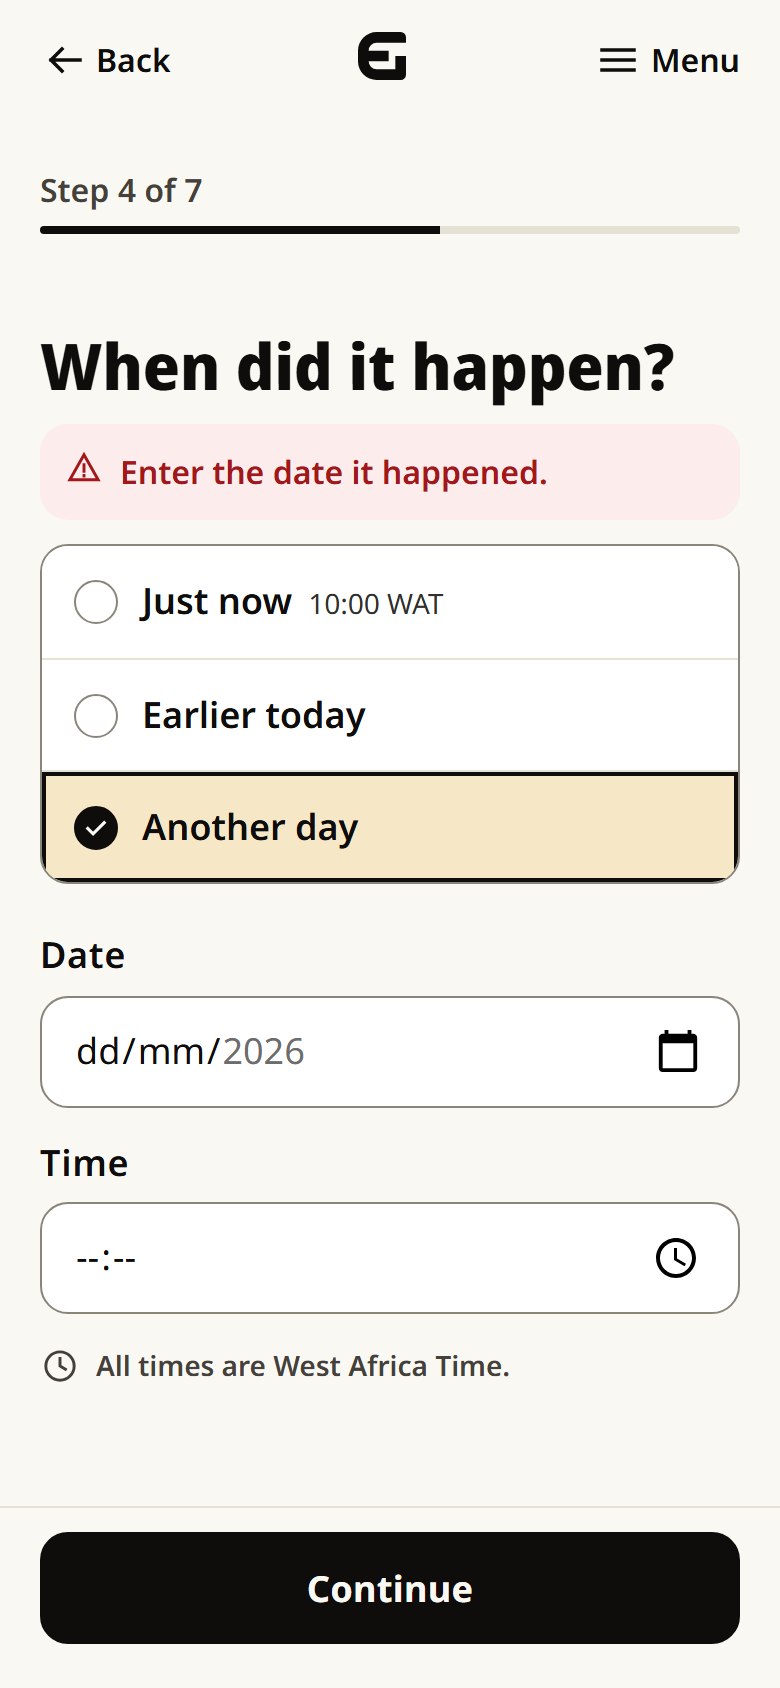 Back
Menu
Step 4 of 7
When did it happen?
Enter the date it happened.
Just now 10:00 WAT
Earlier today
Another day
Date
dd/mm/2026
Time
--:--
All times are West Africa Time.
Continue